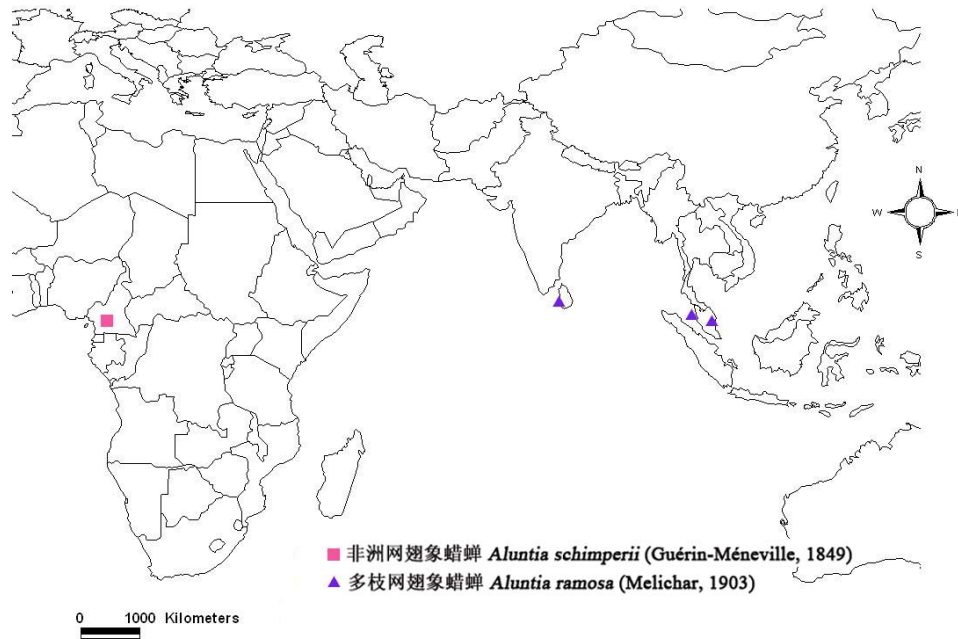 N
W
E
S
■ 非洲网翅象蜡蝉 Aluntia schimperii (Guérin-Méneville, 1849)
▲ 多枝网翅象蜡蝉 Aluntia ramosa (Melichar, 1903)
0 1000 Kilometers